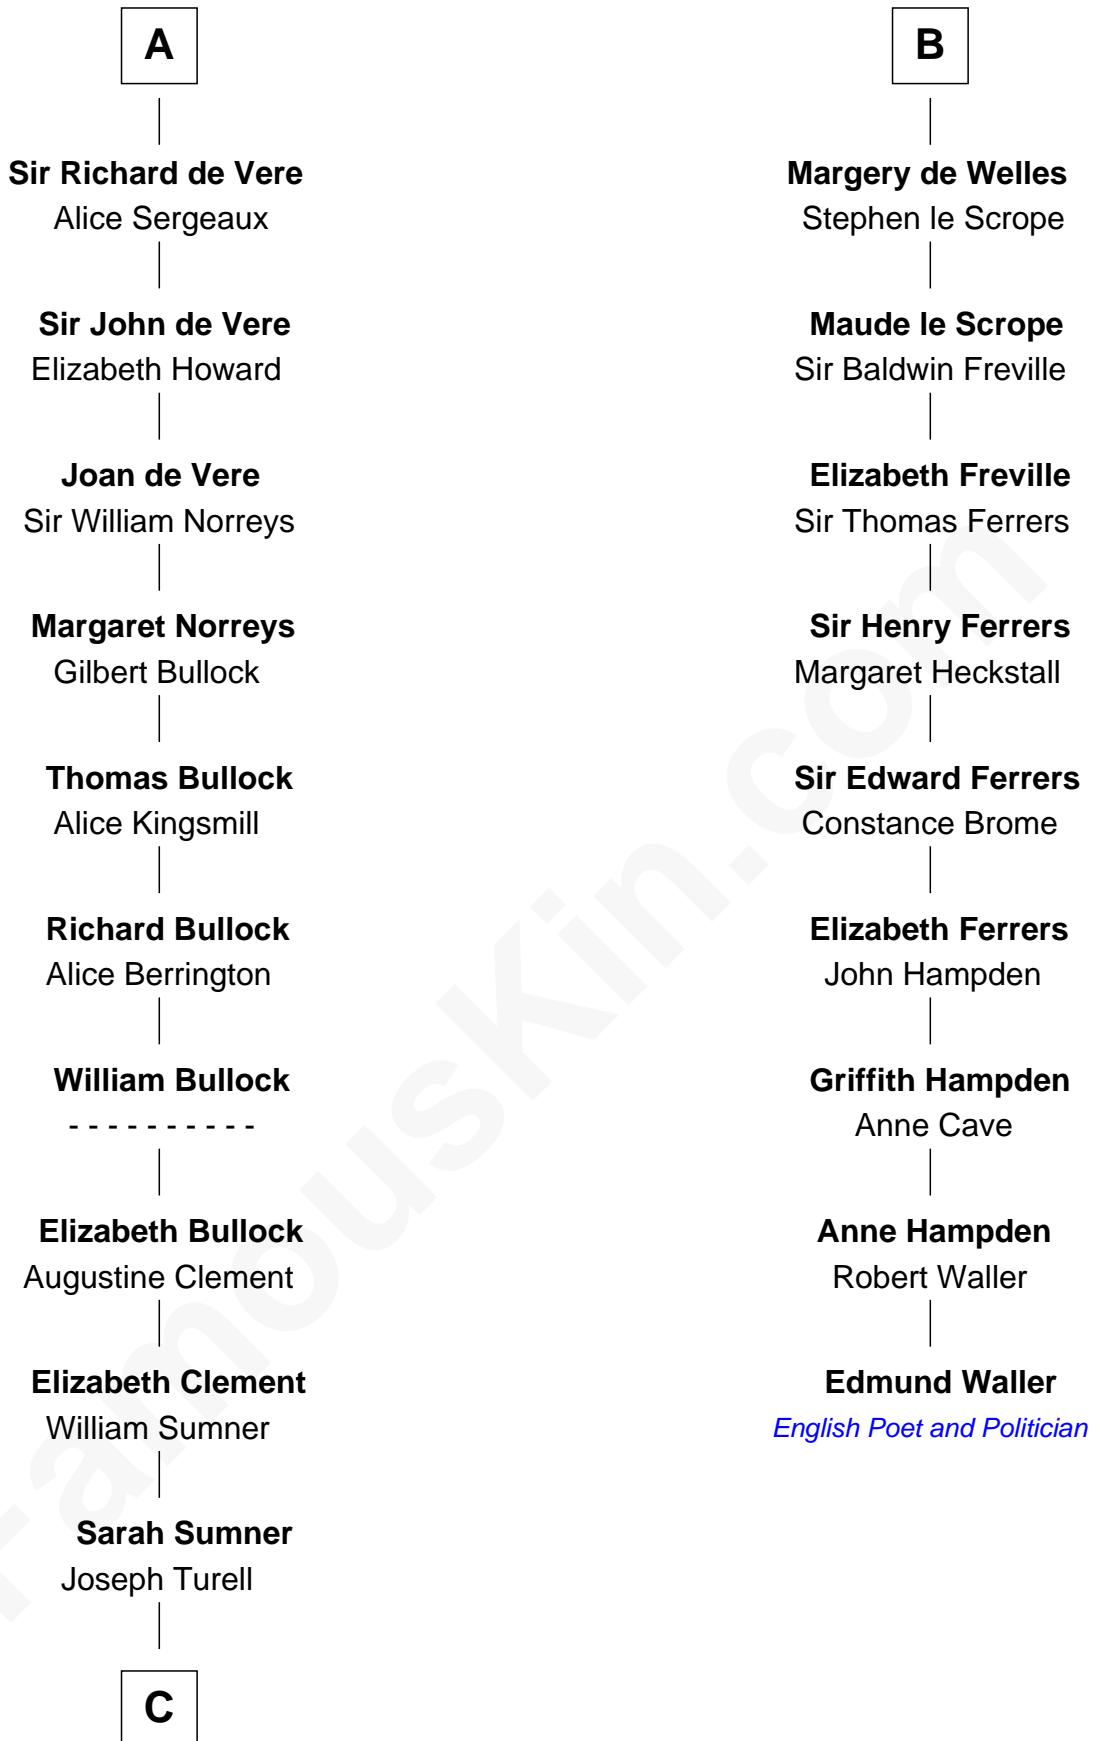 A
Sir Richard de Vere
Alice Sergeaux
Sir John de Vere
Elizabeth Howard
Joan de Vere
Sir William Norreys
Margaret Norreys
Gilbert Bullock
Thomas Bullock
Alice Kingsmill
Richard Bullock
Alice Berrington
William Bullock
- - - - - - - - - -
Elizabeth Bullock
Augustine Clement
Elizabeth Clement
William Sumner
Sarah Sumner
Joseph Turell
C
B
Margery de Welles
Stephen le Scrope
Maude le Scrope
Sir Baldwin Freville
Elizabeth Freville
Sir Thomas Ferrers
Sir Henry Ferrers
Margaret Heckstall
Sir Edward Ferrers
Constance Brome
Elizabeth Ferrers
John Hampden
Griffith Hampden
Anne Cave
Anne Hampden
Robert Waller
Edmund Waller
English Poet and Politician
FamousKin.com